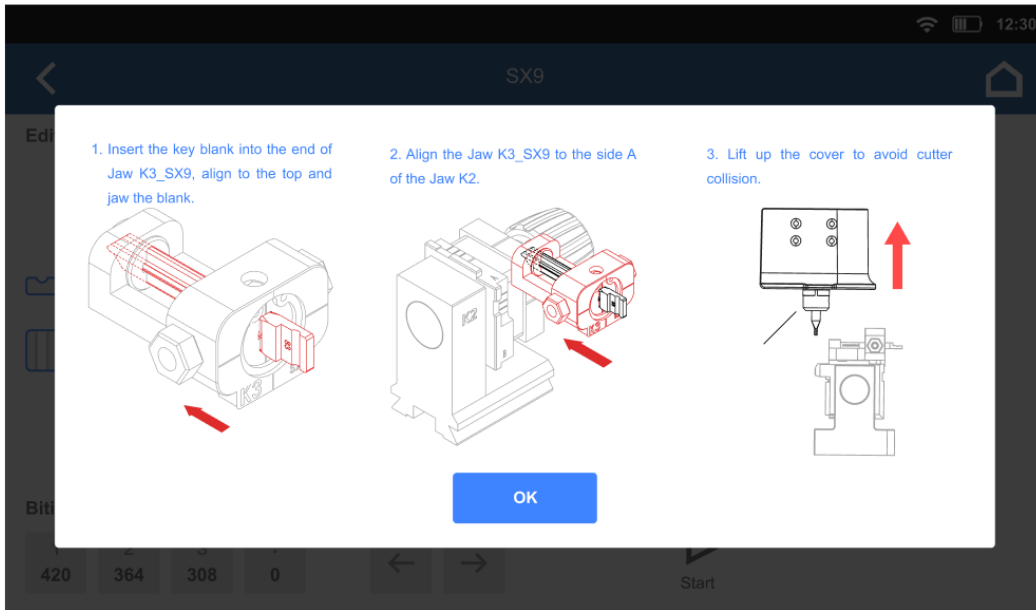 12:30
SX9
Edi
1. Insert the key blank into the end of
Jaw K3_SX9, align to the top and
jaw the blank.
2. Align the Jaw K3_SX9 to the side A
of the Jaw K2.
3. Lift up the cover to avoid cutter
collision.
K3
K2
A
B
K3
OK
Biti
1 2 3
420 364 308 0
Start